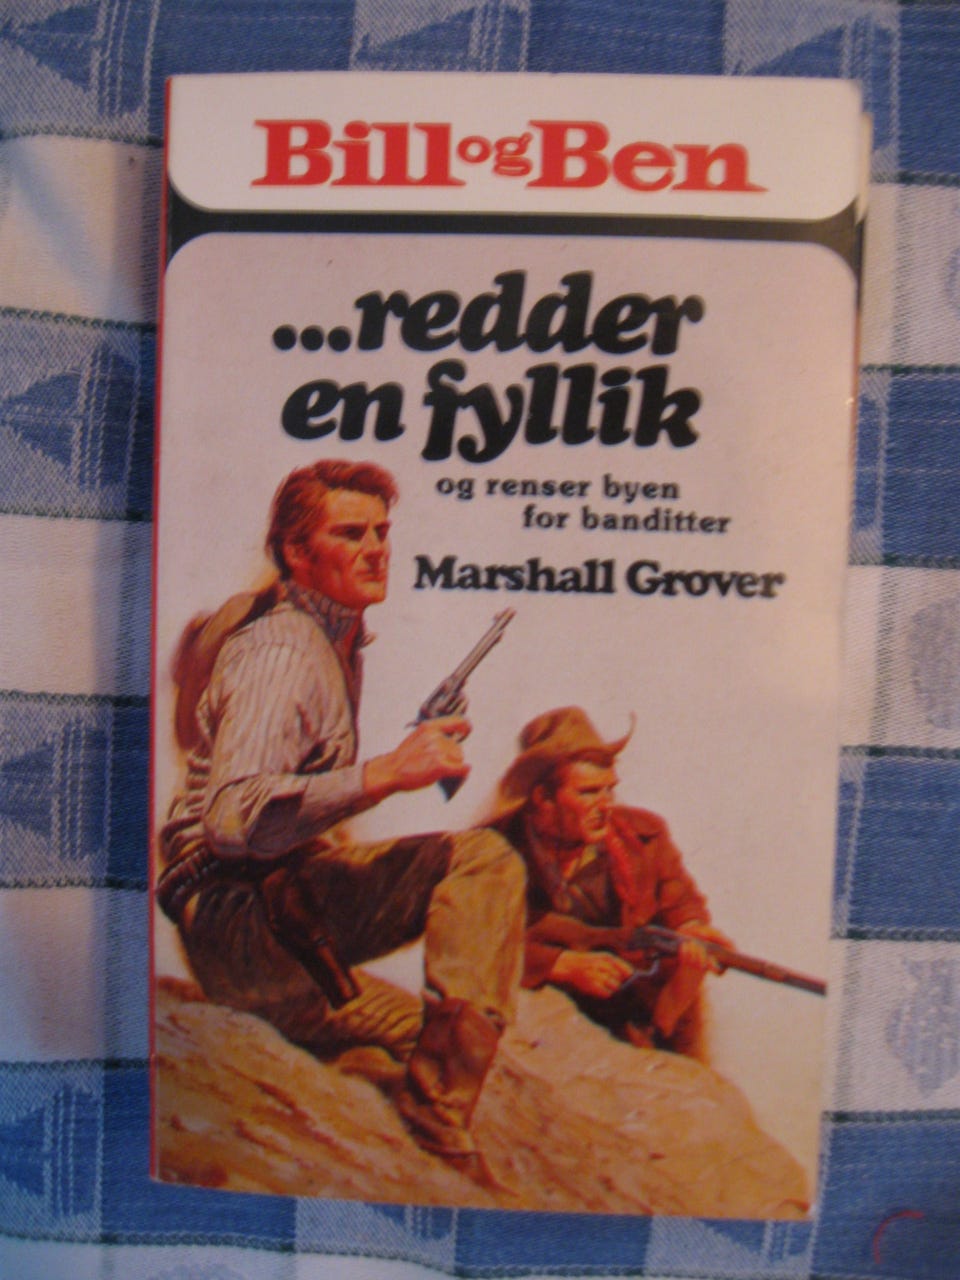 Bill og Ben
...redder
en fyllik
og renser byen
for banditter
Marshall Grover